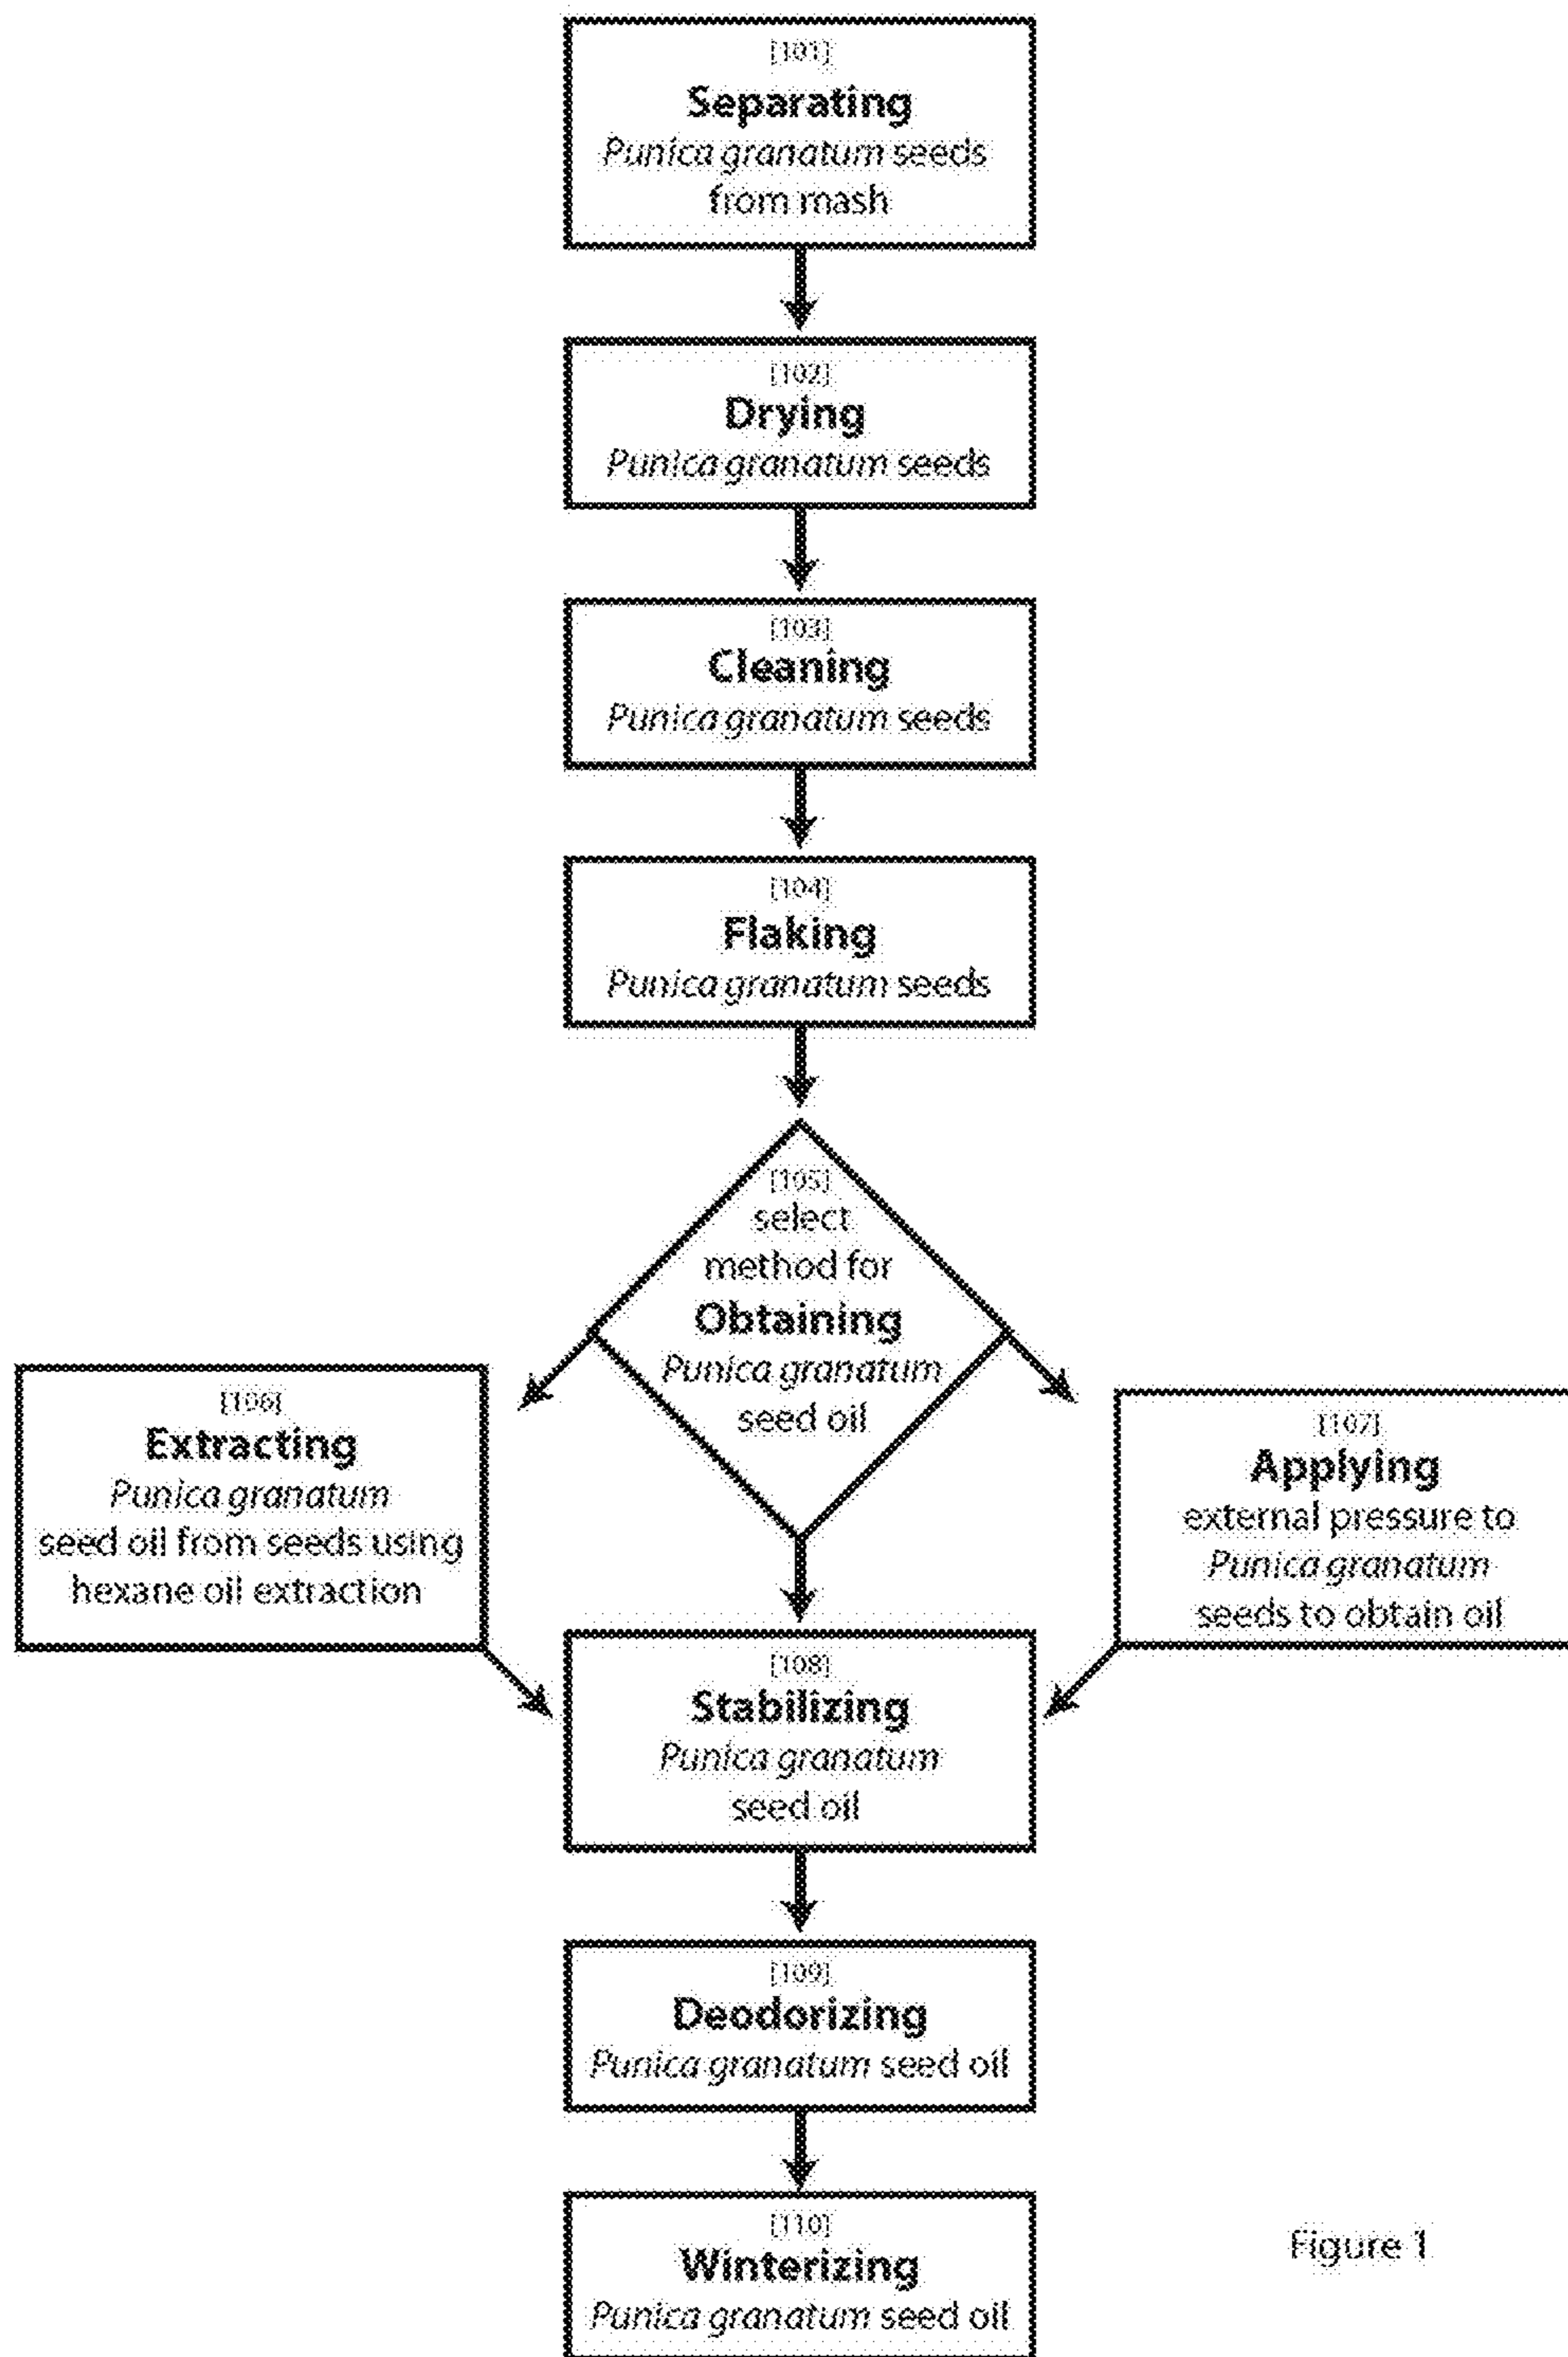 [101]
Separating
Punica granatum seeds
from mash
[102]
Drying
Punica granatum seeds
[103]
Cleaning
Punica granatum seeds
[104]
Flaking
Punica granatum seeds
[105]
select
method for
Obtaining
Punica granatum
seed oil
[106]
Extracting
Punica granatum
seed oil from seeds using
hexane oil extraction
[107]
Applying
external pressure to
Punica granatum
seeds to obtain oil
[108]
Stabilizing
Punica granatum
seed oil
[109]
Deodorizing
Punica granatum seed oil
[110]
Winterizing
Punica granatum seed oil
Figure 1